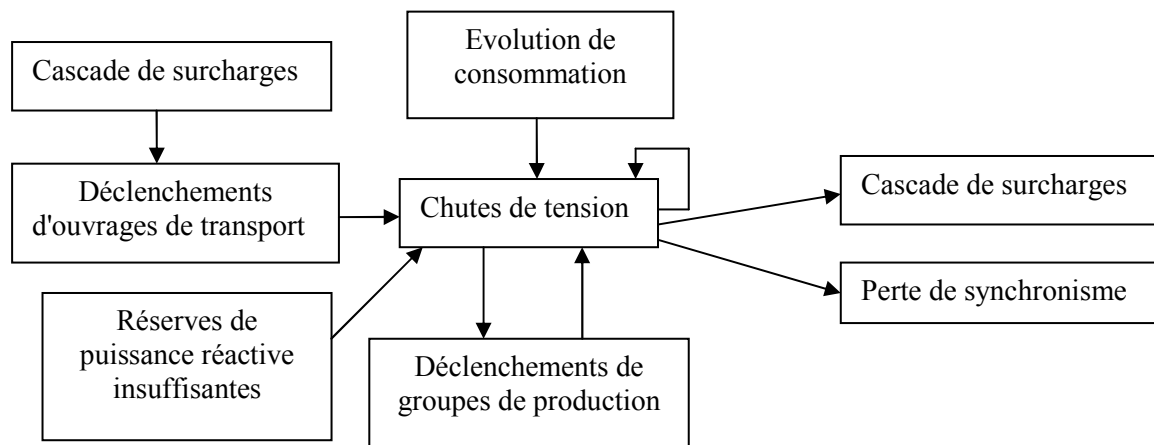 Cascade de surcharges
Evolution de
consommation
Déclenchements
d'ouvrages de transport
Chutes de tension
Cascade de surcharges
Perte de synchronisme
Réserves de
puissance réactive
insuffisantes
Déclenchements de
groupes de production